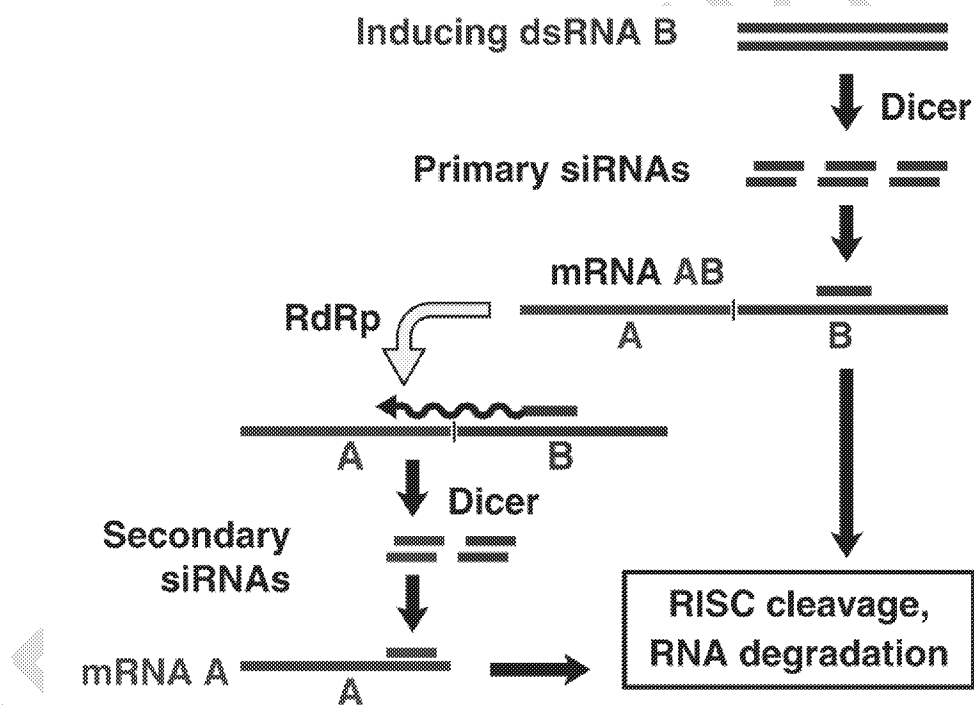 Inducing dsRNA B
Dicer
Primary siRNAs
mRNA AB
RdRp
A
B
A
B
Dicer
Secondary
siRNAs
RISC cleavage,
RNA degradation
mRNA A
A